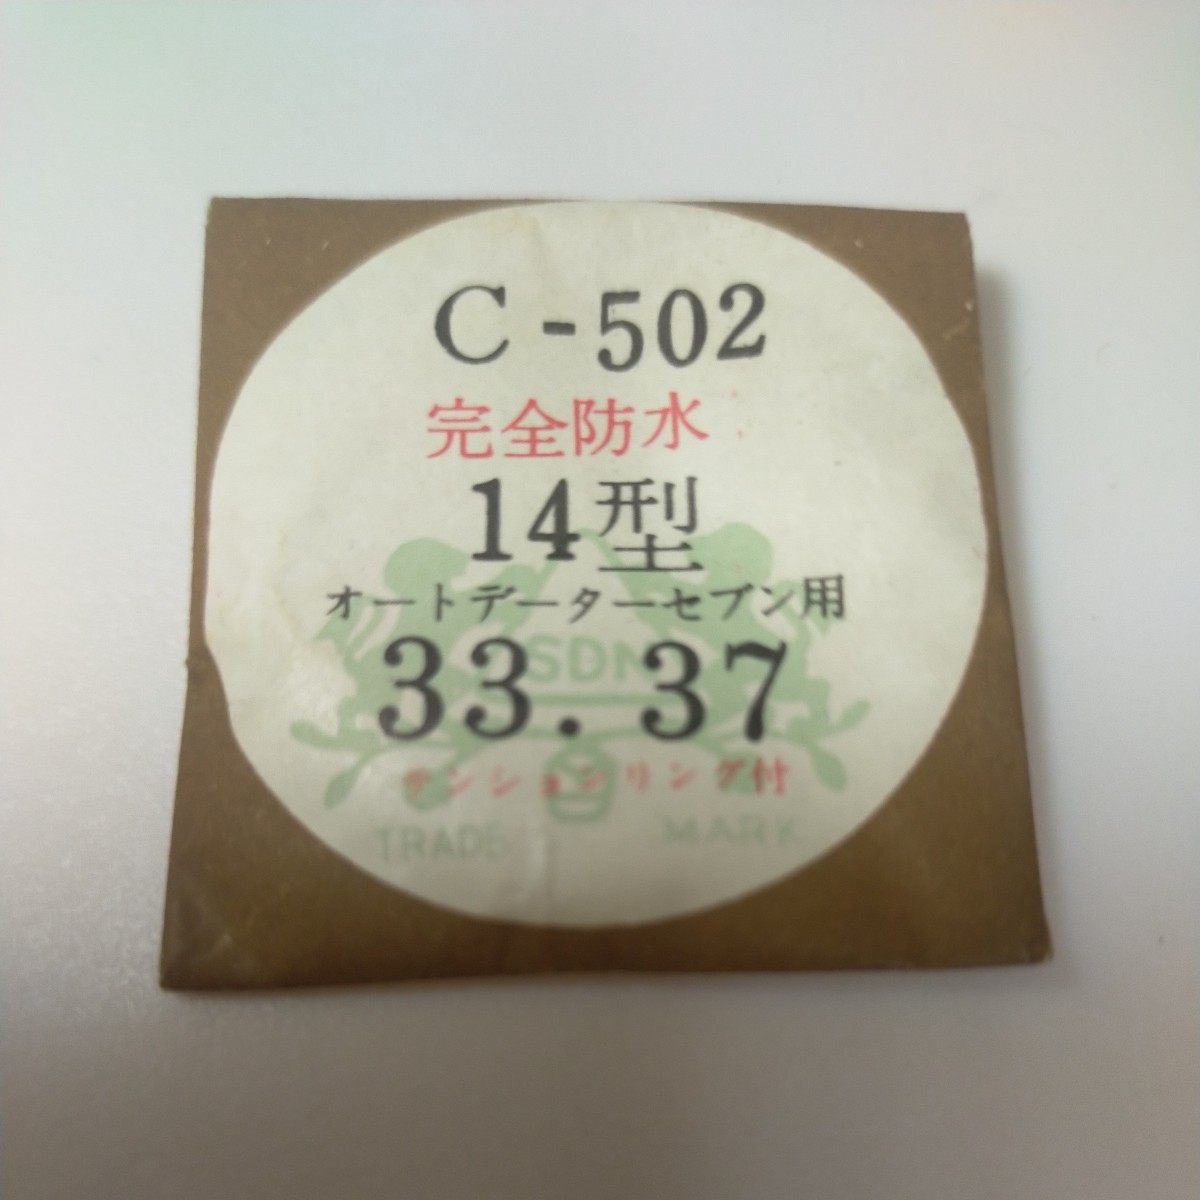 C-502
完全防水
14型
オートデーターセブン用
SDN
33.37
テンションリング付
TRADE MARK